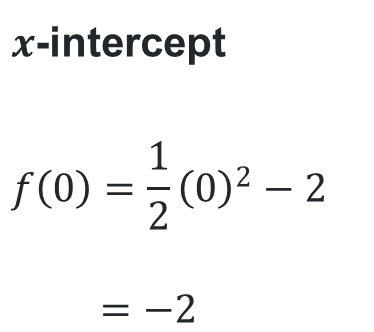 x-intercept
f(0) = 1/2 (0)² − 2
= −2